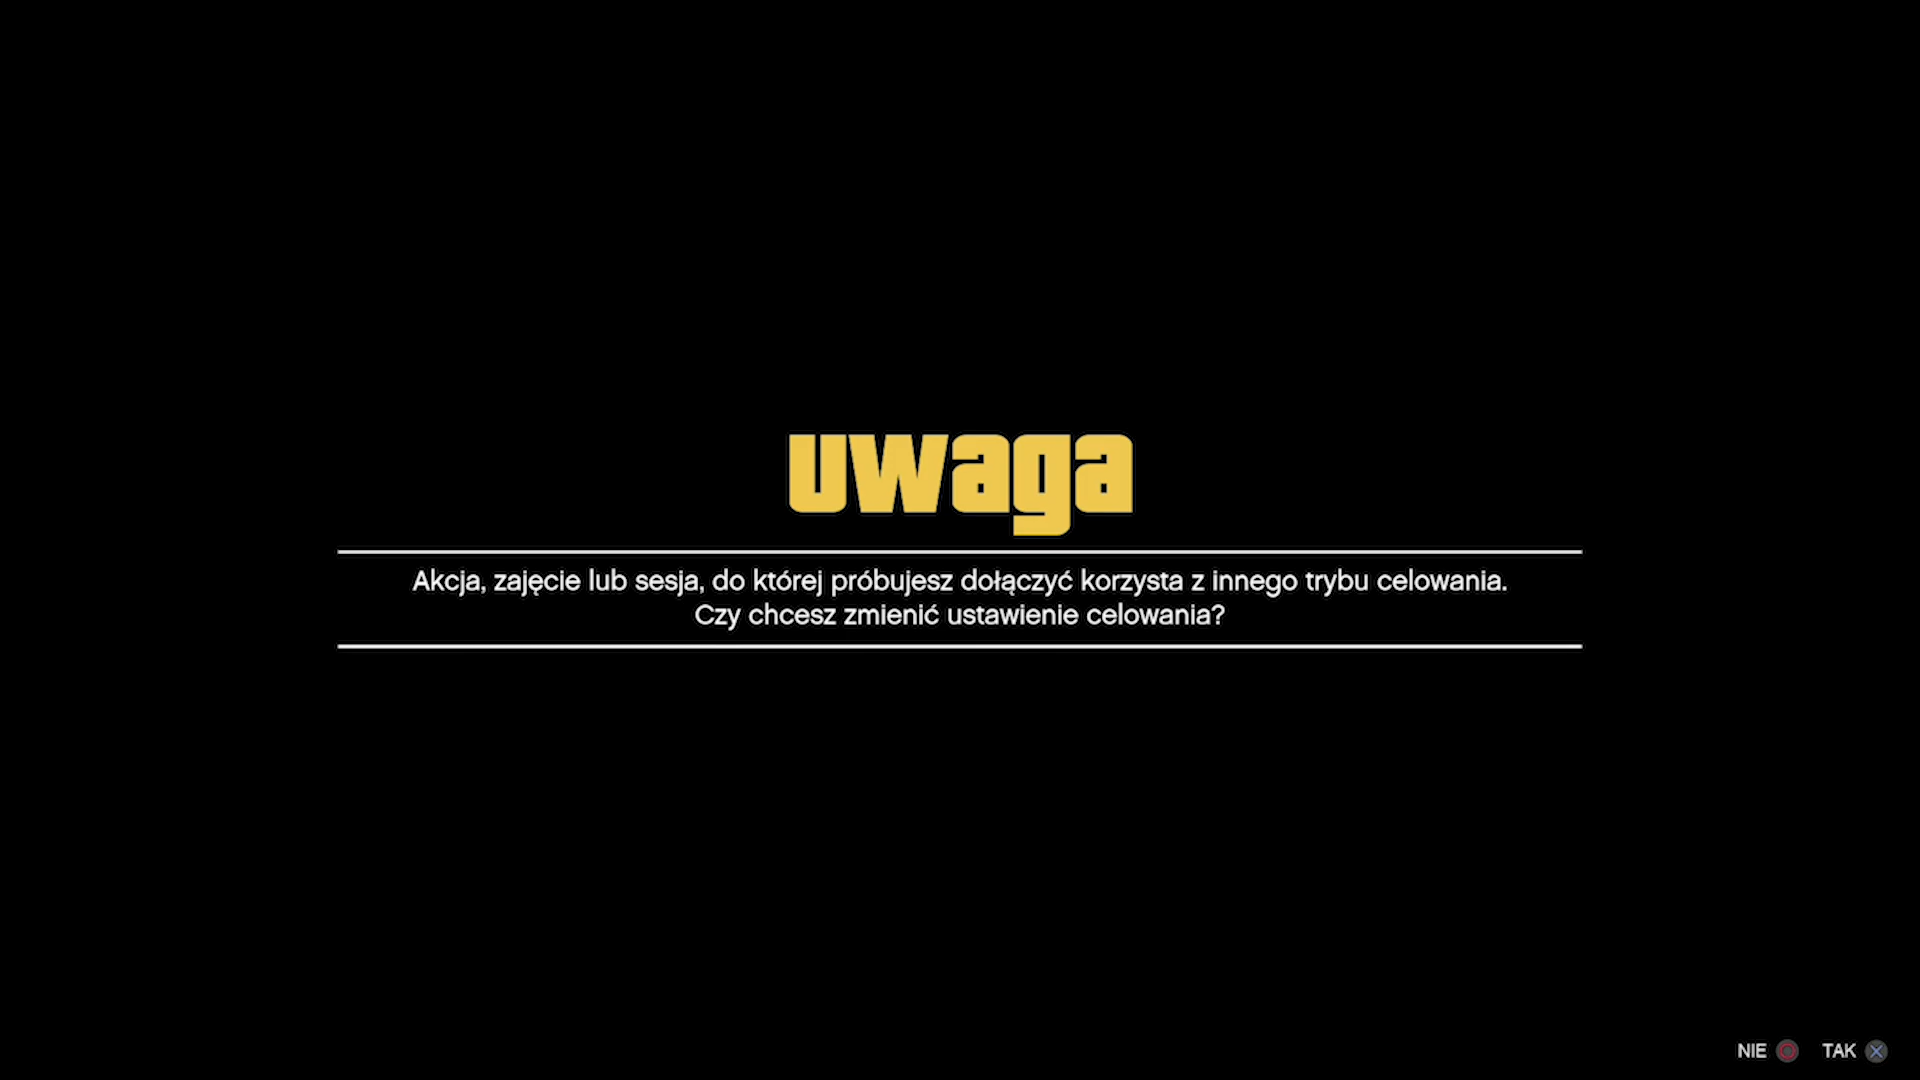 uwaga
Akcja, zajęcie lub sesja, do której próbujesz dołączyć korzysta z innego trybu celowania.
Czy chcesz zmienić ustawienie celowania?
NIE TAK